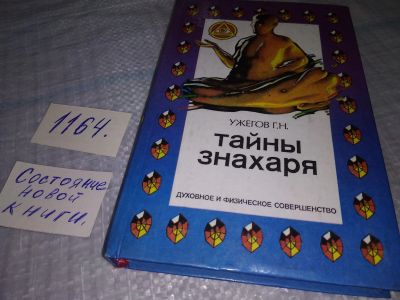 1164.
Состояние
новой
книги.
УЖЕГОВ Г.Н.
ТАЙНЫ
ЗНАХАРЯ
ДУХОВНОЕ И ФИЗИЧЕСКОЕ СОВЕРШЕНСТВО